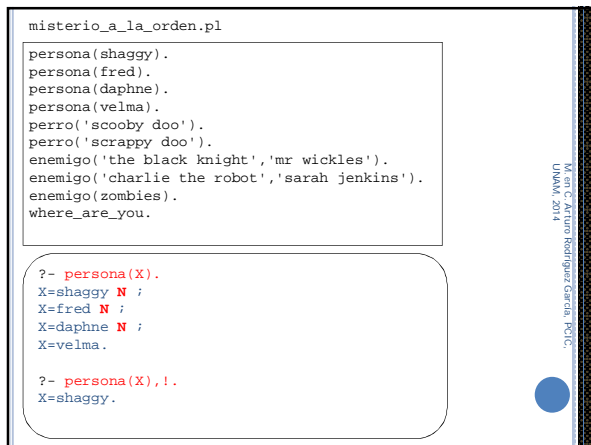 misterio_a_la_orden.pl
persona(shaggy).
persona(fred).
persona(daphne).
persona(velma).
perro('scooby doo').
perro('scrappy doo').
enemigo('the black knight','mr wickles').
enemigo('charlie the robot','sarah jenkins').
enemigo(zombies).
where_are_you.
?- persona(X).
X=shaggy N ;
X=fred N ;
X=daphne N ;
X=velma.
?- persona(X),!.
X=shaggy.
M. en C. Arturo Rodríguez García, PCIC,
UNAM, 2014